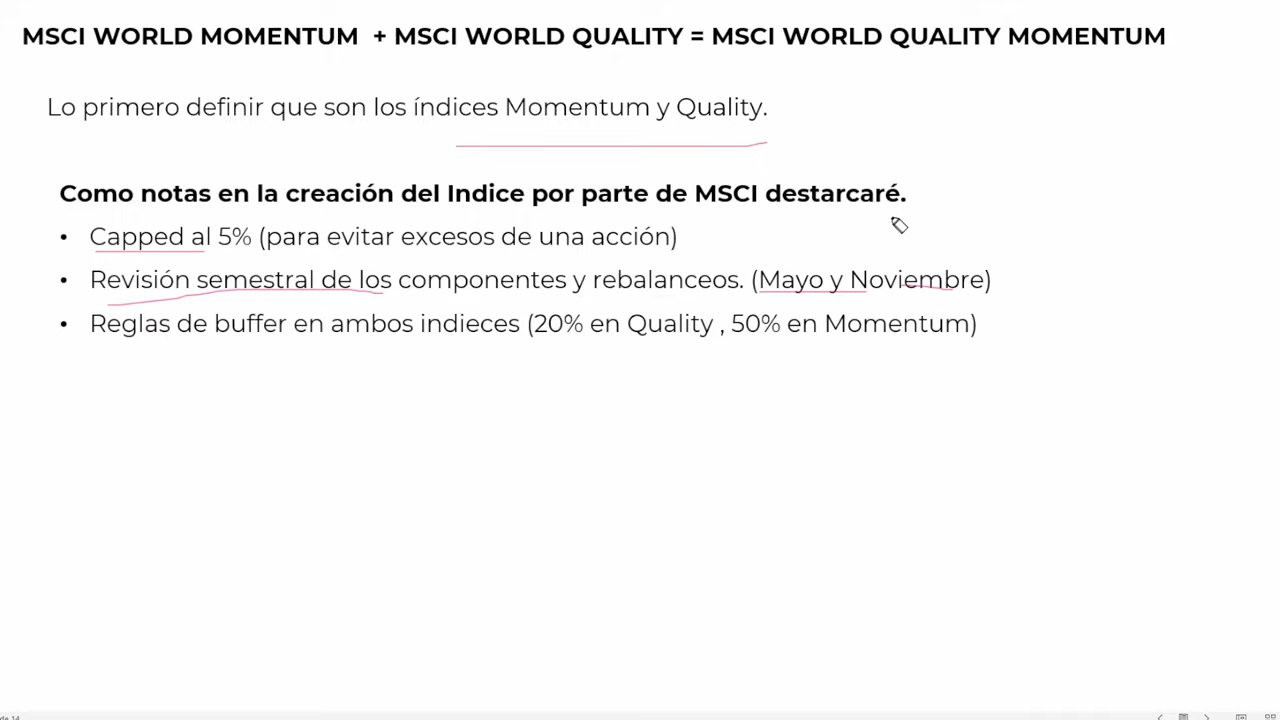 MSCI WORLD MOMENTUM + MSCI WORLD QUALITY = MSCI WORLD QUALITY MOMENTUM
Lo primero definir que son los índices Momentum y Quality.
Como notas en la creación del Indice por parte de MSCI destarcaré.
• Capped al 5% (para evitar excesos de una acción)
• Revisión semestral de los componentes y rebalanceos. (Mayo y Noviembre)
• Reglas de buffer en ambos indieces (20% en Quality , 50% en Momentum)
de 14